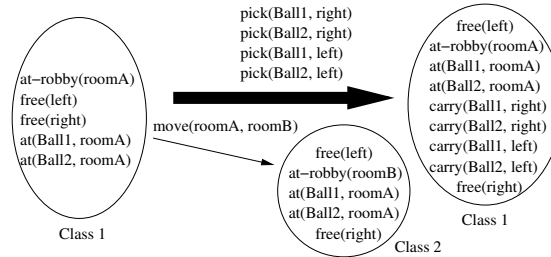 at-robby(roomA)
free(left)
free(right)
at(Ball1, roomA)
at(Ball2, roomA)
Class 1
pick(Ball1, right)
pick(Ball2, right)
pick(Ball1, left)
pick(Ball2, left)
move(roomA, roomB)
free(left)
at-robby(roomB)
at(Ball1, roomA)
at(Ball2, roomA)
free(right)
Class 2
free(left)
at-robby(roomA)
at(Ball1, roomA)
at(Ball2, roomA)
carry(Ball1, right)
carry(Ball2, right)
carry(Ball1, left)
carry(Ball2, left)
free(right)
Class 1